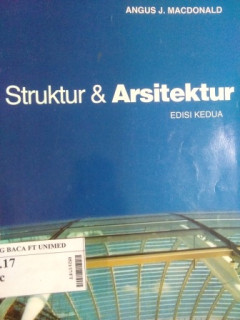 ANGUS J. MACDONALD
Struktur & Arsitektur
EDISI KEDUA
G BACA FT UNIMED
.17
c